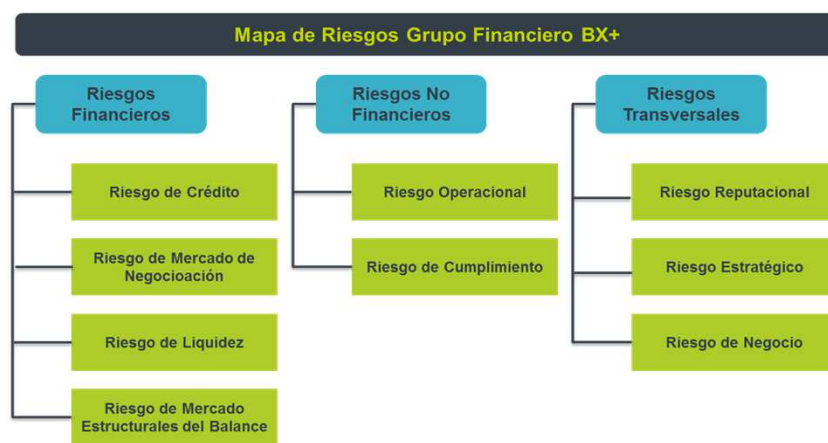 Mapa de Riesgos Grupo Financiero BX+
Riesgos
Financieros
Riesgo de Crédito
Riesgo de Mercado de
Negocioación
Riesgo de Liquidez
Riesgo de Mercado
Estructurales del Balance
Riesgos No
Financieros
Riesgo Operacional
Riesgo de Cumplimiento
Riesgos
Transversales
Riesgo Reputacional
Riesgo Estratégico
Riesgo de Negocio